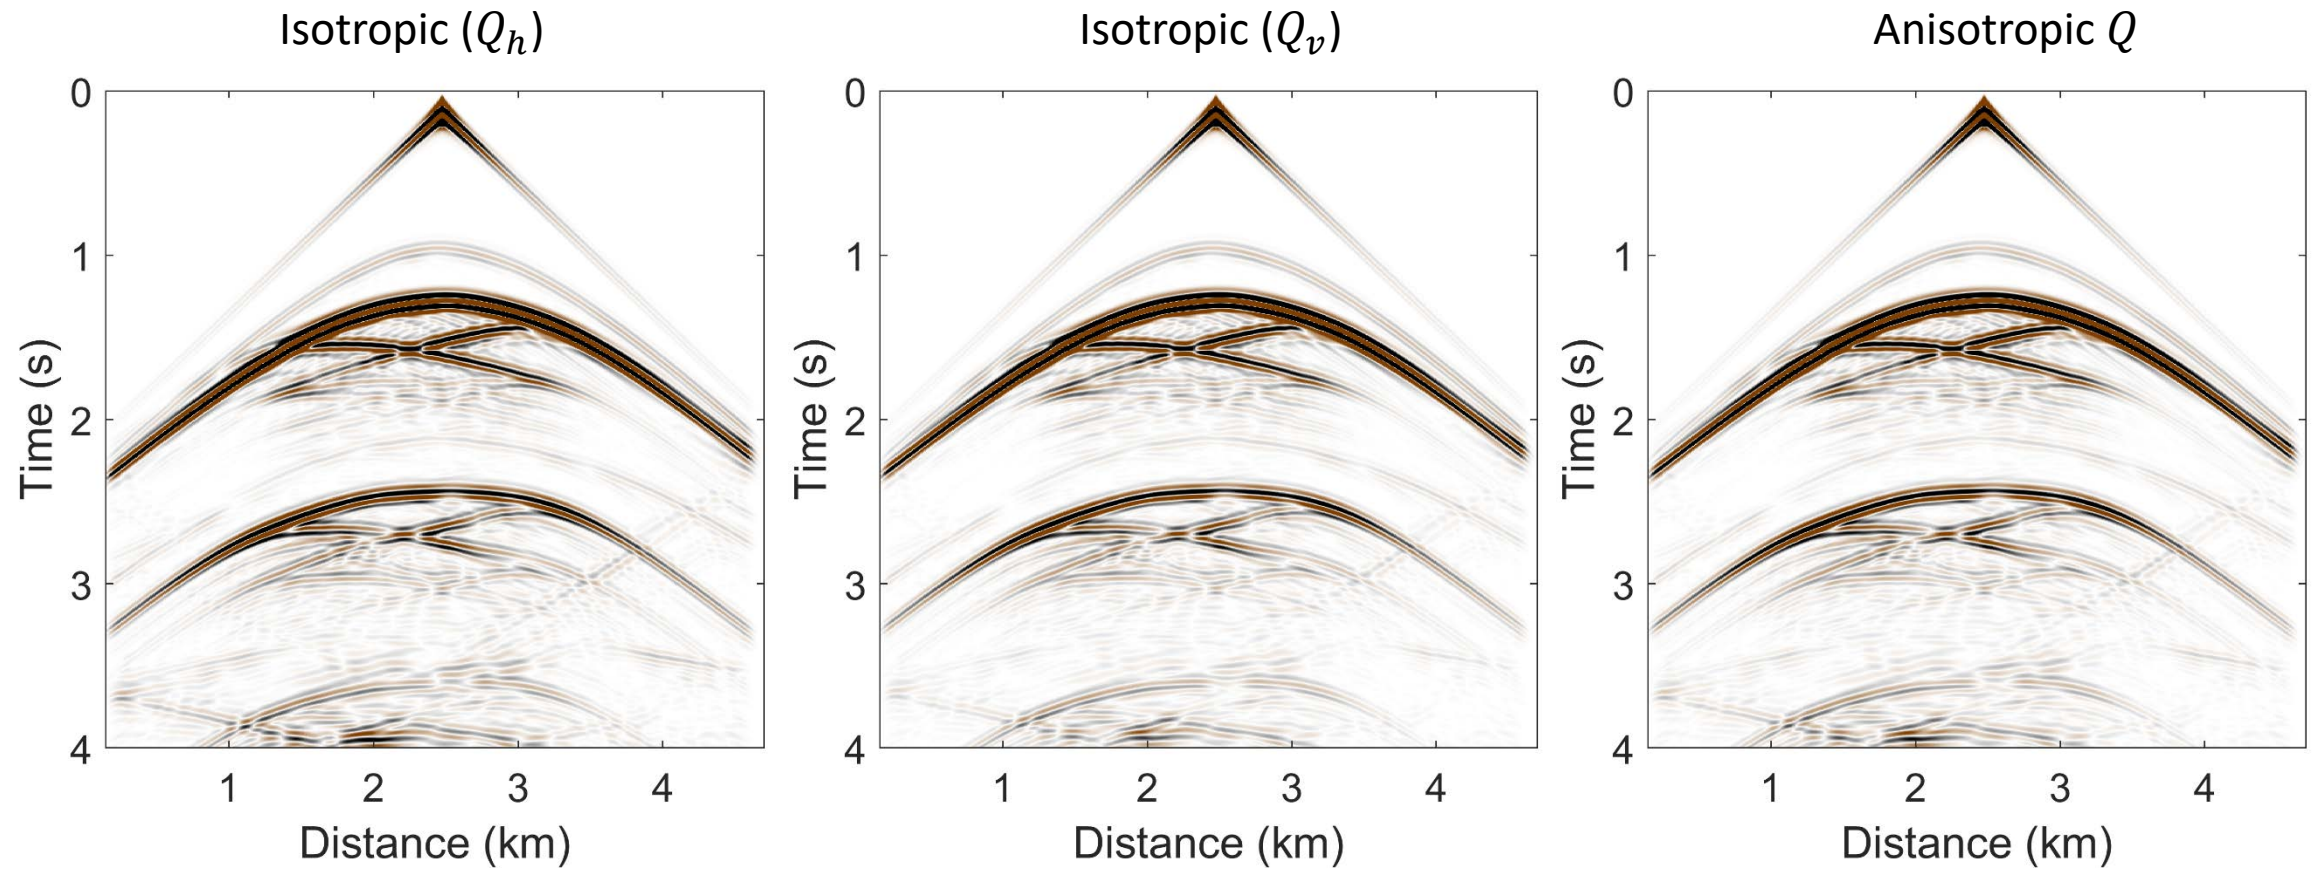 Isotropic (Qₕ)
Isotropic (Qᵥ)
Anisotropic Q
0
1
2
3
4
Time (s)
1 2 3 4
Distance (km)
0
1
2
3
4
Time (s)
1 2 3 4
Distance (km)
0
1
2
3
4
Time (s)
1 2 3 4
Distance (km)